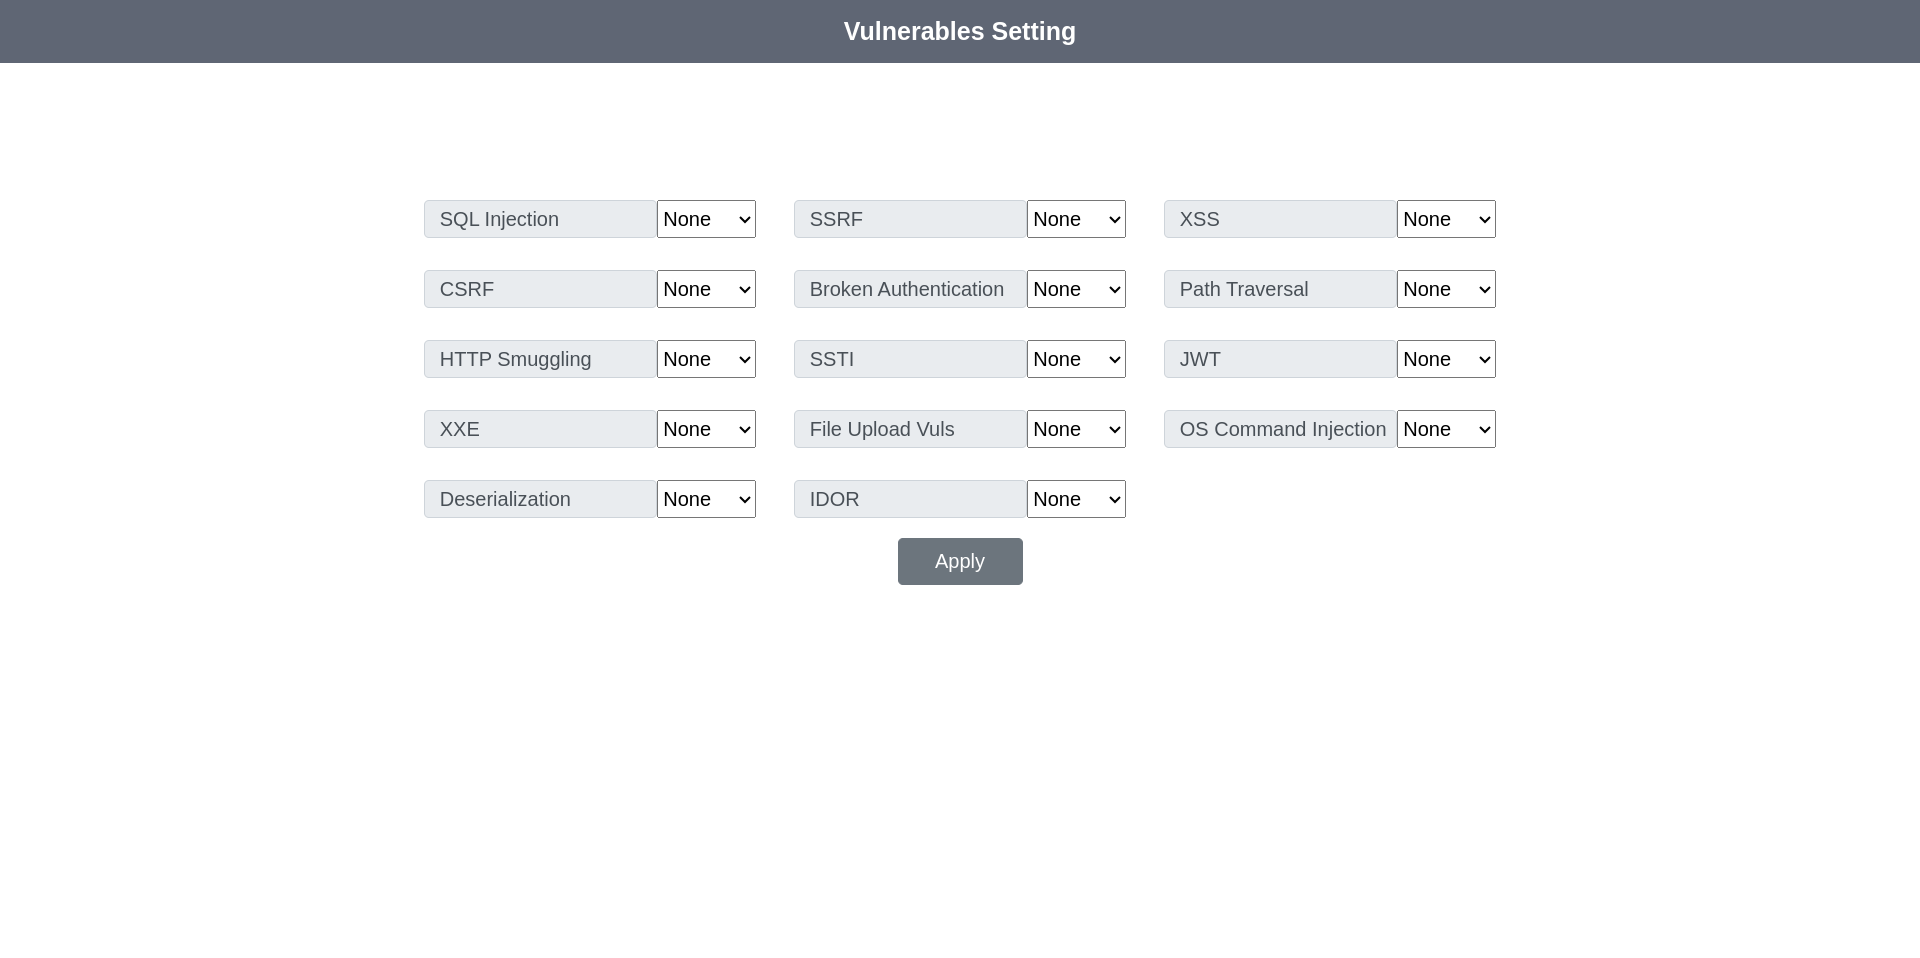 Vulnerables Setting
SQL Injection None SSRF None XSS None
CSRF None Broken Authentication None Path Traversal None
HTTP Smuggling None SSTI None JWT None
XXE None File Upload Vuls None OS Command Injection None
Deserialization None IDOR None
Apply